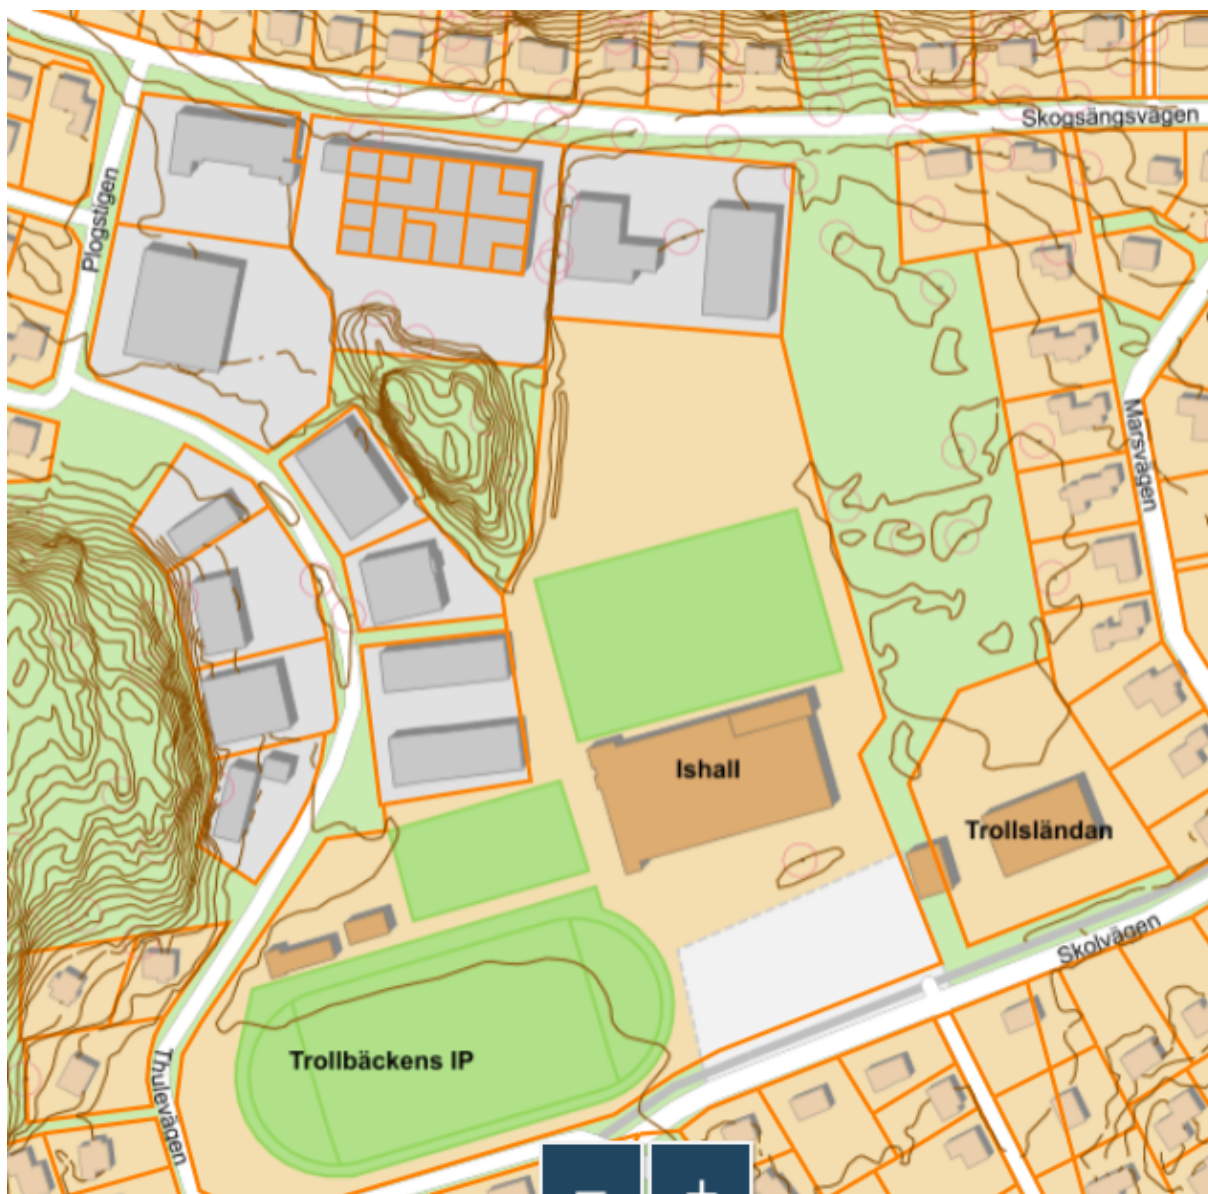 Skogsängsvägen
Plogstigen
Marsvägen
Ishall
Trollsländan
Skolvägen
Trollbäckens IP
Thulevägen
− +